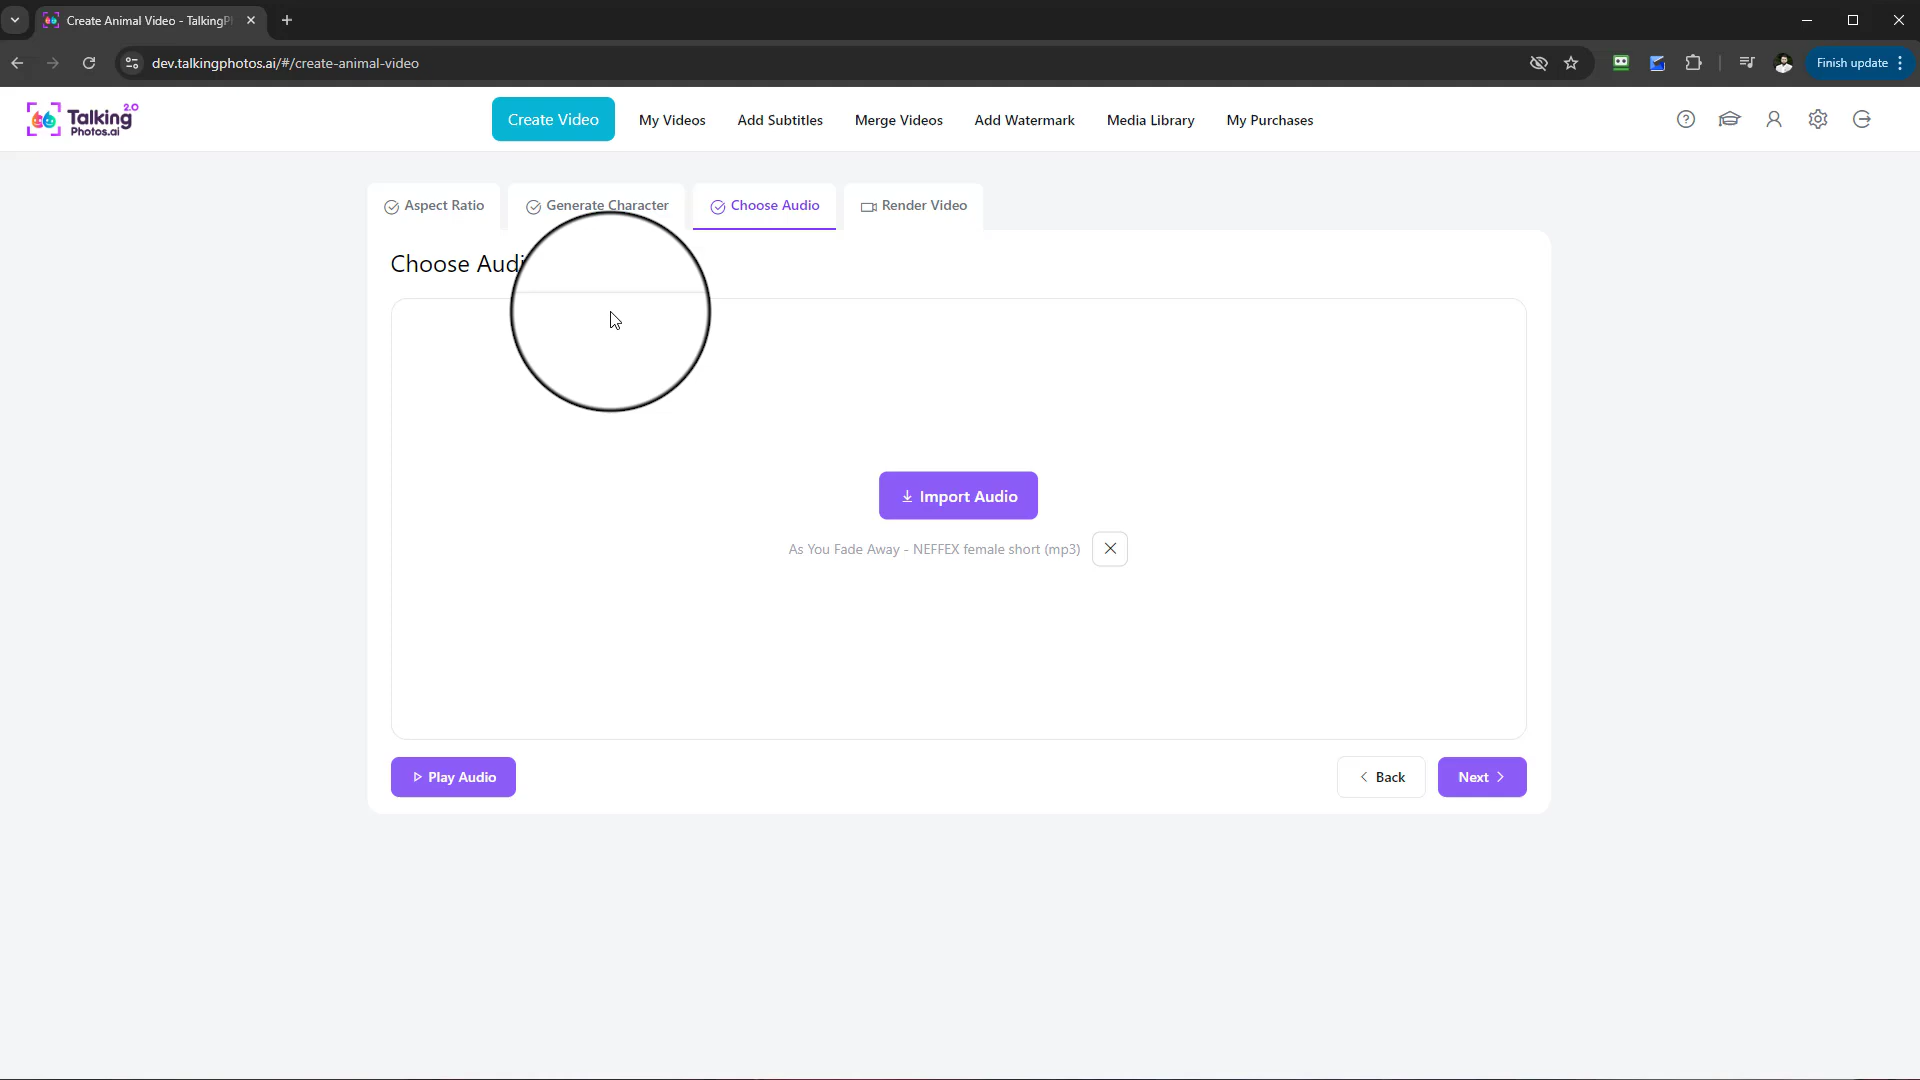 Create Animal Video - TalkingP
dev.talkingphotos.ai/#/create-animal-video
Finish update
Talking 2.0
Photos.ai
Create Video
My Videos
Add Subtitles
Merge Videos
Add Watermark
Media Library
My Purchases
Aspect Ratio
Generate Character
Choose Audio
Render Video
Choose Audi
Import Audio
As You Fade Away - NEFFEX female short (mp3)
Play Audio
Back
Next